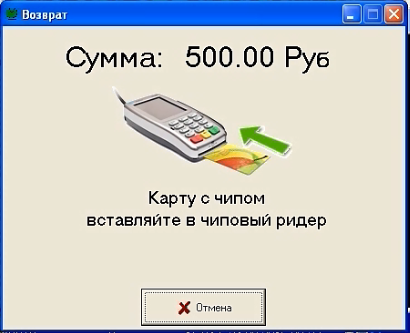 Возврат
Сумма: 500.00 Руб
Карту с чипом
вставляйте в чиповый ридер
Отмена